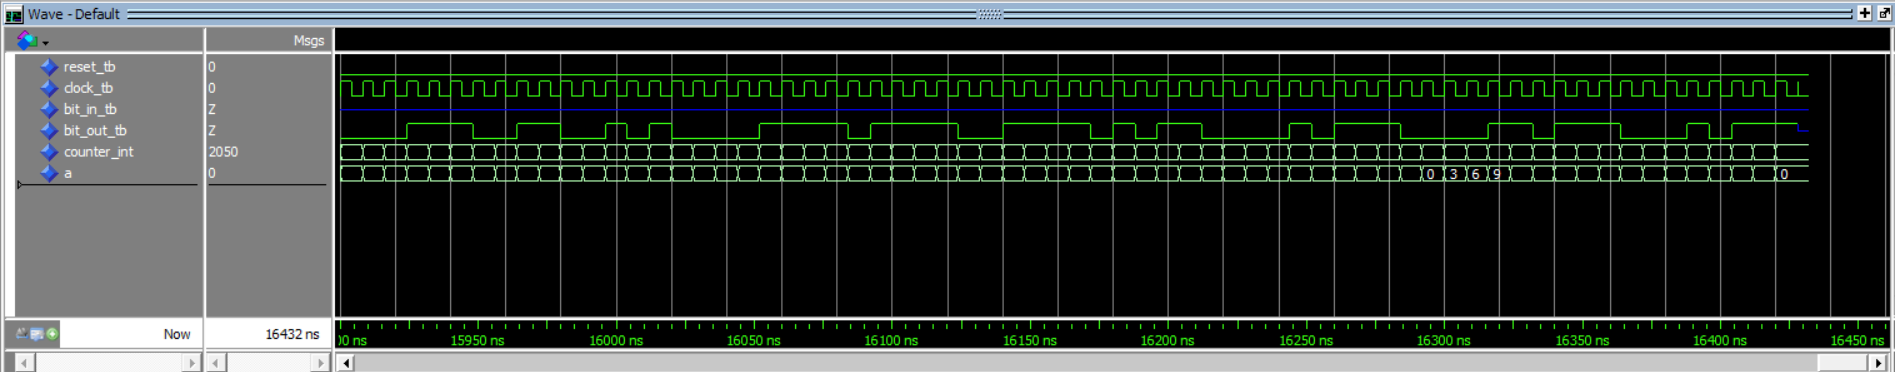 Wave - Default
Msgs
reset_tb 0
clock_tb 0
bit_in_tb Z
bit_out_tb Z
counter_int 2050
a 0 0 3 6 9 0
Now 16432 ns 00 ns 15950 ns 16000 ns 16050 ns 16100 ns 16150 ns 16200 ns 16250 ns 16300 ns 16350 ns 16400 ns 16450 ns